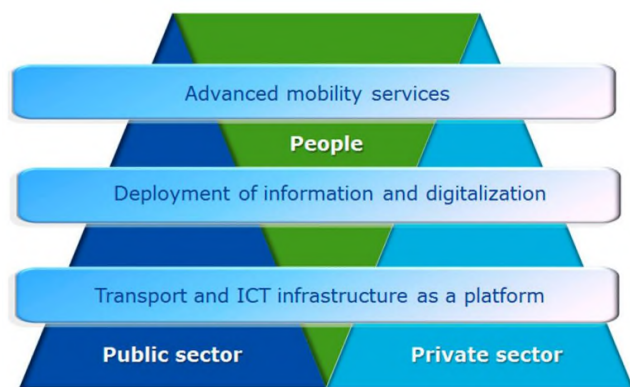 Advanced mobility services
People
Deployment of information and digitalization
Transport and ICT infrastructure as a platform
Public sector
Private sector